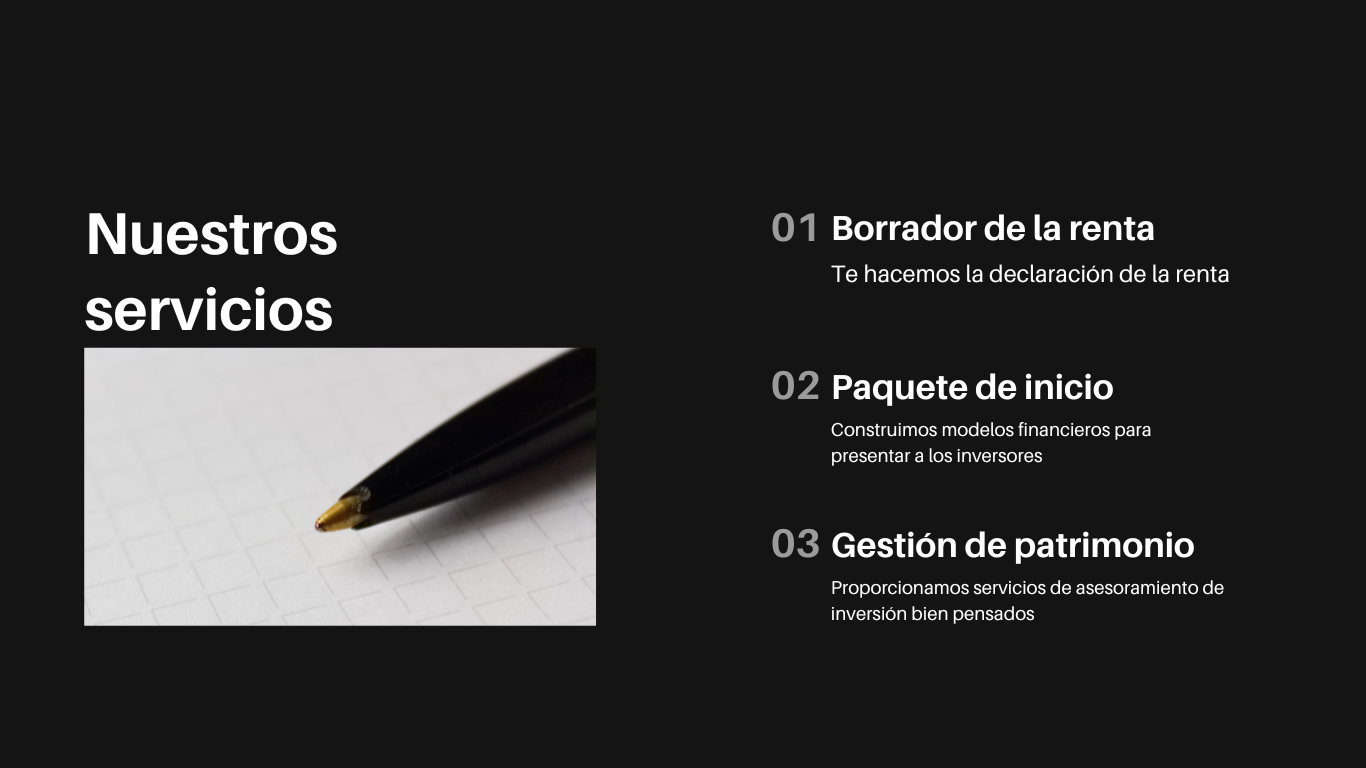 Nuestros
servicios
01 Borrador de la renta
Te hacemos la declaración de la renta
02 Paquete de inicio
Construimos modelos financieros para
presentar a los inversores
03 Gestión de patrimonio
Proporcionamos servicios de asesoramiento de
inversión bien pensados